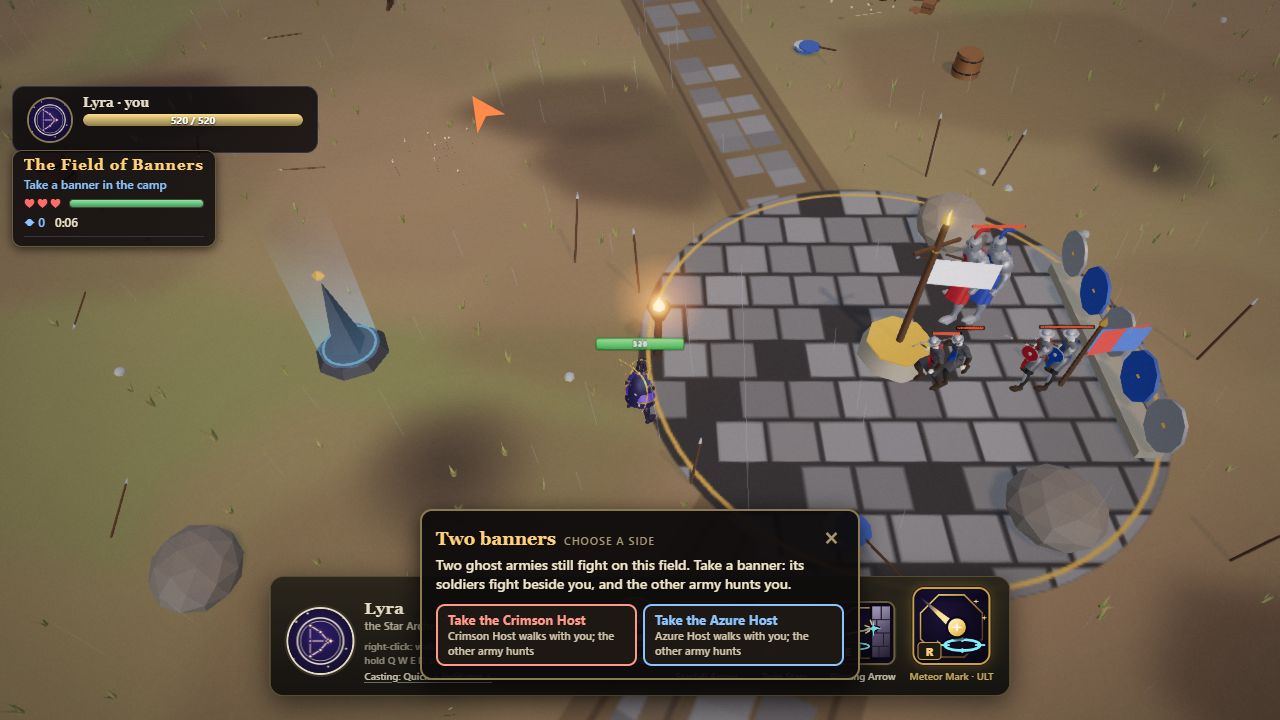 Lyra · you
520 / 520
The Field of Banners
Take a banner in the camp
0 0:06
520
Two banners CHOOSE A SIDE
Two ghost armies still fight on this field. Take a banner: its
soldiers fight beside you, and the other army hunts you.
Take the Crimson Host
Crimson Host walks with you; the
other army hunts
Take the Azure Host
Azure Host walks with you; the
other army hunts
Lyra
the Star
right-click:
hold Q W E
Casting: Quick
R
Arrow
Meteor Mark · ULT